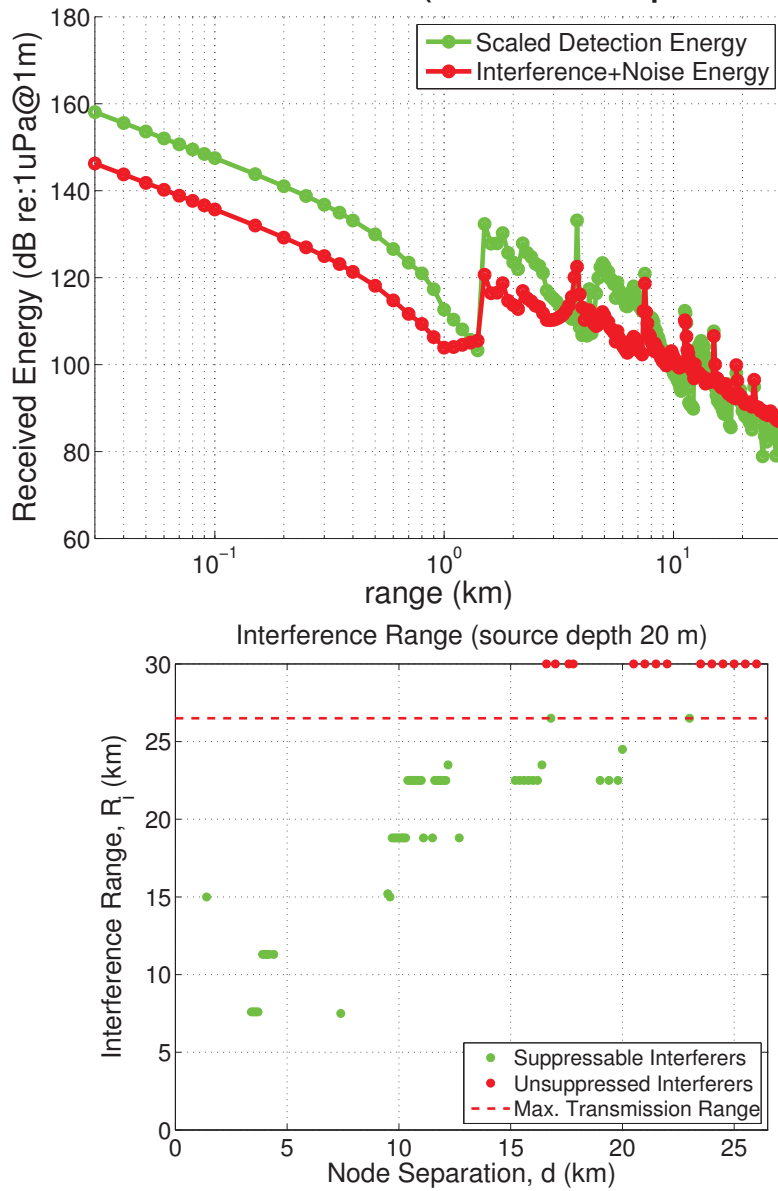 Scaled Detection Energy
Interference+Noise Energy
180
160
140
120
100
80
60
Received Energy (dB re:1uPa@1m)
10⁻¹
10⁰
10¹
range (km)
Interference Range (source depth 20 m)
30
25
20
15
10
5
0
Interference Range, R_i (km)
0
5
10
15
20
25
Suppressable Interferers
Unsuppressed Interferers
Max. Transmission Range
Node Separation, d (km)